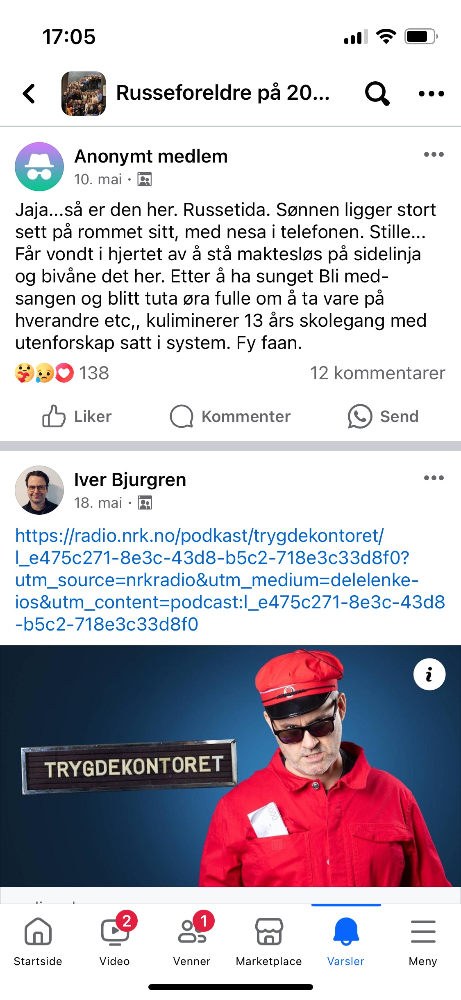 17:05
Russeforeldre på 20...
Anonymt medlem
10. mai ·
Jaja...så er den her. Russetida. Sønnen ligger stort
sett på rommet sitt, med nesa i telefonen. Stille...
Får vondt i hjertet av å stå maktesløs på sidelinja
og bivåne det her. Etter å ha sunget Bli med-
sangen og blitt tuta øra fulle om å ta vare på
hverandre etc,, kuliminerer 13 års skolegang med
utenforskap satt i system. Fy faan.
138 12 kommentarer
Liker Kommenter Send
Iver Bjurgren
18. mai ·
https://radio.nrk.no/podkast/trygdekontoret/
l_e475c271-8e3c-43d8-b5c2-718e3c33d8f0?
utm_source=nrkradio&utm_medium=delelenke-
ios&utm_content=podcast:l_e475c271-8e3c-43d8
-b5c2-718e3c33d8f0
TRYGDEKONTORET
1000
2 1
Startside Video Venner Marketplace Varsler Meny